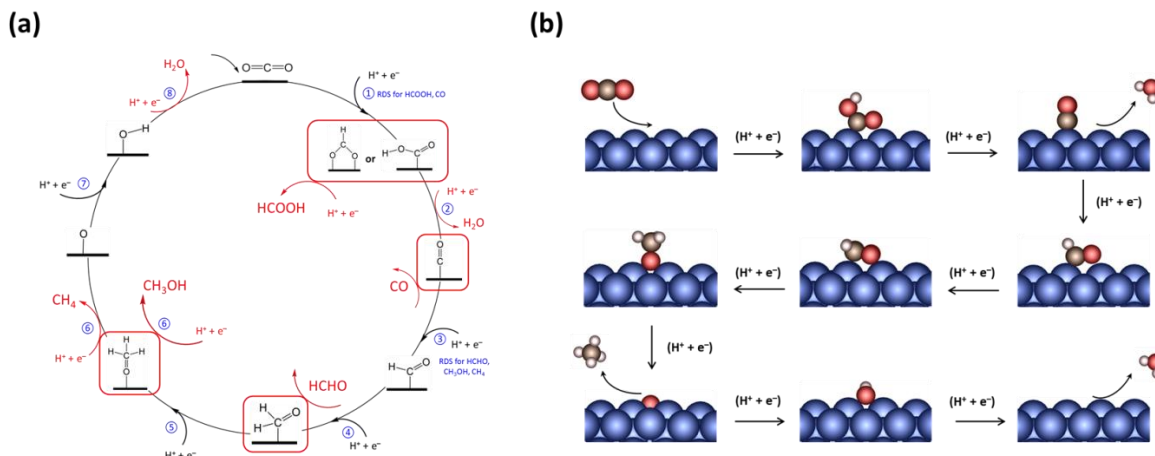 (a)
O=C=O
H⁺ + e⁻
① RDS for HCOOH, CO
H
C
O O
or
HO C O
HCOOH
H⁺ + e⁻
H⁺ + e⁻
②
H₂O
O
C
CO
③ H⁺ + e⁻
RDS for HCHO,
CH₃OH, CH₄
H C O
④
H⁺ + e⁻
HCHO
H
H C O
⑤
H⁺ + e⁻
H
H C H
O
CH₃OH
⑥
H⁺ + e⁻
CH₄
⑥
H⁺ + e⁻
O
H⁺ + e⁻ ⑦
O H
H⁺ + e⁻ ⑧
H₂O
(b)
(H⁺ + e⁻)
(H⁺ + e⁻)
(H⁺ + e⁻)
(H⁺ + e⁻)
(H⁺ + e⁻)
(H⁺ + e⁻)
(H⁺ + e⁻)
(H⁺ + e⁻)